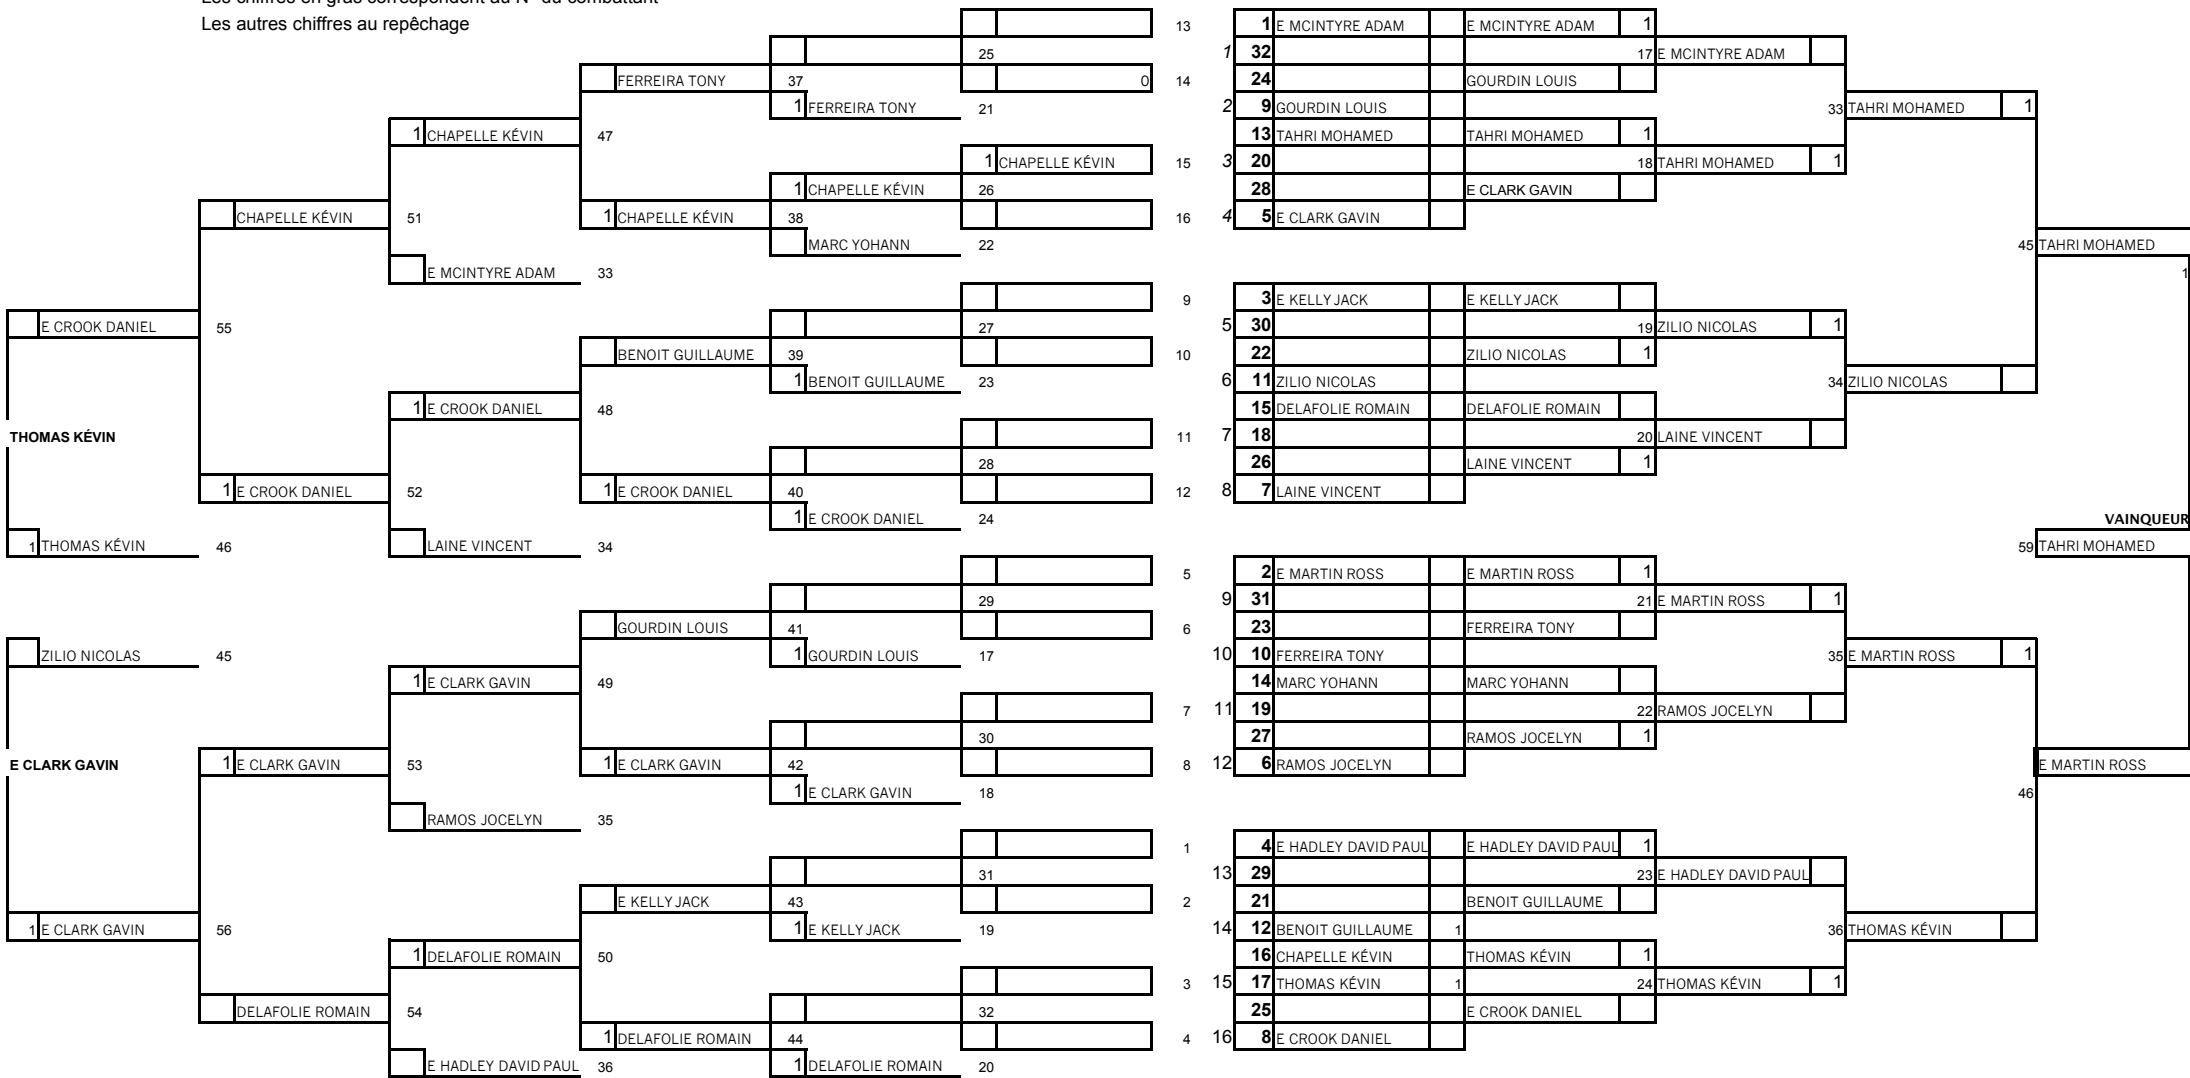 Les autres chiffres au repêchage
13 1 E MCINTYRE ADAM E MCINTYRE ADAM 1
25 1 32 17 E MCINTYRE ADAM
FERREIRA TONY 37 0 14 24 GOURDIN LOUIS
1 FERREIRA TONY 21 2 9 GOURDIN LOUIS 33 TAHRI MOHAMED 1
1 CHAPELLE KÉVIN 47 13 TAHRI MOHAMED TAHRI MOHAMED 1
1 CHAPELLE KÉVIN 15 3 20 18 TAHRI MOHAMED 1
1 CHAPELLE KÉVIN 26 28 E CLARK GAVIN
CHAPELLE KÉVIN 51 1 CHAPELLE KÉVIN 38 16 4 5 E CLARK GAVIN
MARC YOHANN 22 45 TAHRI MOHAMED
E MCINTYRE ADAM 33 1
9 3 E KELLY JACK E KELLY JACK
E CROOK DANIEL 55 27 5 30 19 ZILIO NICOLAS 1
BENOIT GUILLAUME 39 10 22 ZILIO NICOLAS 1
1 BENOIT GUILLAUME 23 6 11 ZILIO NICOLAS 34 ZILIO NICOLAS
1 E CROOK DANIEL 48 15 DELAFOLIE ROMAIN DELAFOLIE ROMAIN
THOMAS KÉVIN 11 7 18 20 LAINE VINCENT
28 26 LAINE VINCENT 1
1 E CROOK DANIEL 52 1 E CROOK DANIEL 40 12 8 7 LAINE VINCENT
1 E CROOK DANIEL 24 VAINQUEUR
1 THOMAS KÉVIN 46 LAINE VINCENT 34 59 TAHRI MOHAMED
5 2 E MARTIN ROSS E MARTIN ROSS 1
29 9 31 21 E MARTIN ROSS 1
GOURDIN LOUIS 41 6 23 FERREIRA TONY
ZILIO NICOLAS 45 1 GOURDIN LOUIS 17 10 10 FERREIRA TONY 35 E MARTIN ROSS 1
1 E CLARK GAVIN 49 14 MARC YOHANN MARC YOHANN
7 11 19 22 RAMOS JOCELYN
30 27 RAMOS JOCELYN 1
E CLARK GAVIN 1 E CLARK GAVIN 53 1 E CLARK GAVIN 42 8 12 6 RAMOS JOCELYN E MARTIN ROSS
1 E CLARK GAVIN 18 46
RAMOS JOCELYN 35
1 4 E HADLEY DAVID PAUL E HADLEY DAVID PAUL 1
31 13 29 23 E HADLEY DAVID PAUL
E KELLY JACK 43 2 21 BENOIT GUILLAUME
1 E CLARK GAVIN 56 1 E KELLY JACK 19 14 12 BENOIT GUILLAUME 1 36 THOMAS KÉVIN
1 DELAFOLIE ROMAIN 50 16 CHAPELLE KÉVIN THOMAS KÉVIN 1
3 15 17 THOMAS KÉVIN 1 24 THOMAS KÉVIN 1
DELAFOLIE ROMAIN 54 32 25 E CROOK DANIEL
1 DELAFOLIE ROMAIN 44 4 16 8 E CROOK DANIEL
E HADLEY DAVID PAUL 36 1 DELAFOLIE ROMAIN 20